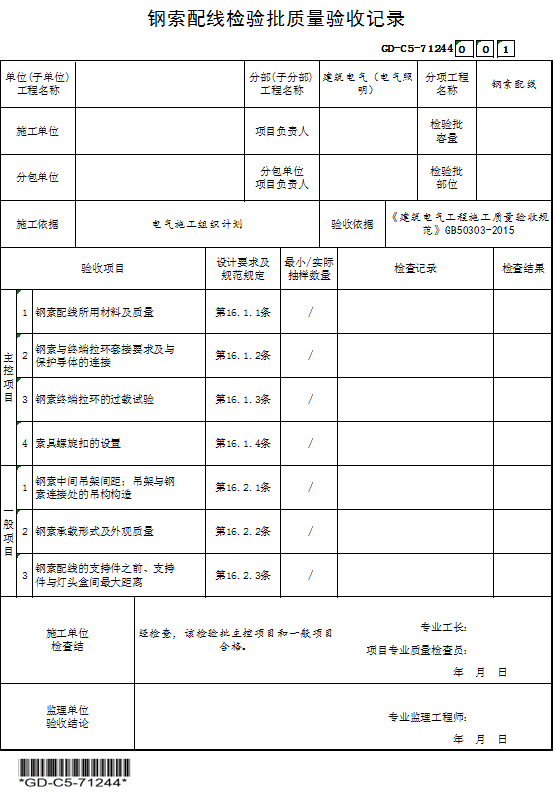 钢索配线检验批质量验收记录
GD-C5-71244 0 0 1
单位(子单位)
工程名称
分部(子分部)
工程名称
建筑电气（电气照
明）
分项工程
名称
钢索配线
施工单位
项目负责人
检验批
容量
分包单位
分包单位
项目负责人
检验批
部位
施工依据
电气施工组织计划
验收依据
《建筑电气工程施工质量验收规
范》GB50303-2015
验收项目
设计要求及
规范规定
最小/实际
抽样数量
检查记录
检查结果
主控项目
1 钢索配线所用材料及质量 第16.1.1条 /
2 钢索与终端拉环套接要求及与
保护导体的连接 第16.1.2条 /
3 钢索终端拉环的过载试验 第16.1.3条 /
4 索具螺旋扣的设置 第16.1.4条 /
一般项目
1 钢索中间吊架间距；吊架与钢
索连接处的吊构构造 第16.2.1条 /
2 钢索承载形式及外观质量 第16.2.2条 /
3 钢索配线的支持件之前、支持
件与灯头盒间最大距离 第16.2.3条 /
施工单位
检查结
经检查，该检验批主控项目和一般项目
合格。
专业工长：
项目专业质量检查员：
年 月 日
监理单位
验收结论
专业监理工程师：
年 月 日
*GD-C5-71244*